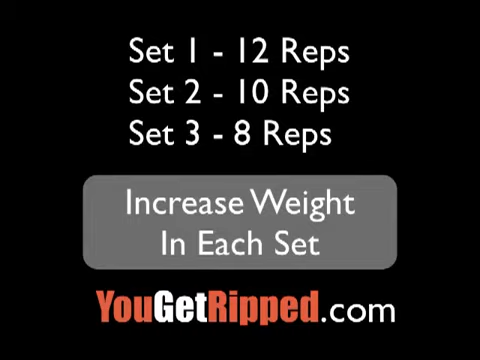 Set 1 - 12 Reps
Set 2 - 10 Reps
Set 3 - 8 Reps
Increase Weight
In Each Set
YouGetRipped.com